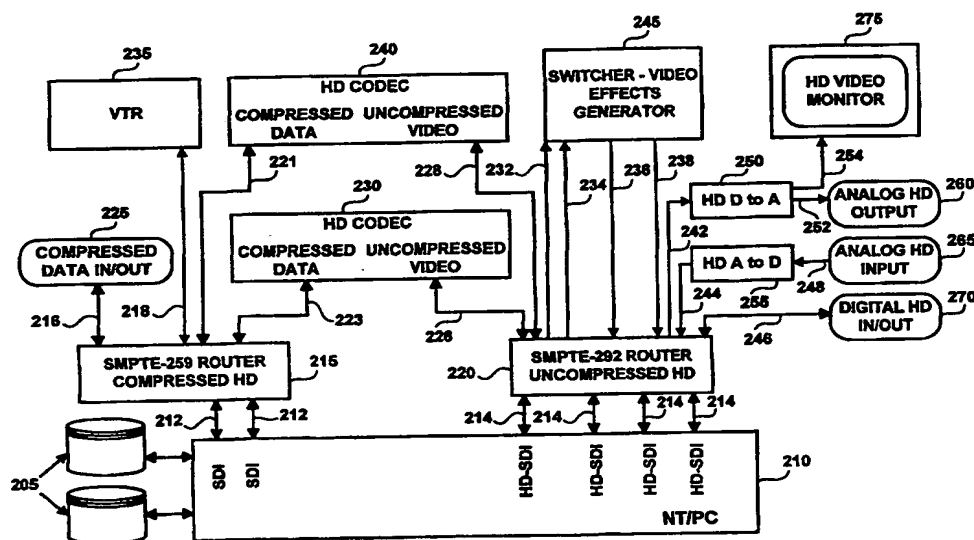 235
240
245
275
VTR
HD CODEC
COMPRESSED DATA
UNCOMPRESSED VIDEO
SWITCHER - VIDEO
EFFECTS
GENERATOR
HD VIDEO
MONITOR
221
228
232
234
236
238
250
254
HD D to A
252
ANALOG HD
OUTPUT
260
230
HD CODEC
COMPRESSED DATA
UNCOMPRESSED VIDEO
225
COMPRESSED
DATA IN/OUT
242
HD A to D
255
248
ANALOG HD
INPUT
265
216
218
223
226
244
246
DIGITAL HD
IN/OUT
270
SMPTE-259 ROUTER
COMPRESSED HD
215
220
SMPTE-292 ROUTER
UNCOMPRESSED HD
212
212
214
214
214
214
205
SDI
SDI
HD-SDI
HD-SDI
HD-SDI
HD-SDI
210
NT/PC